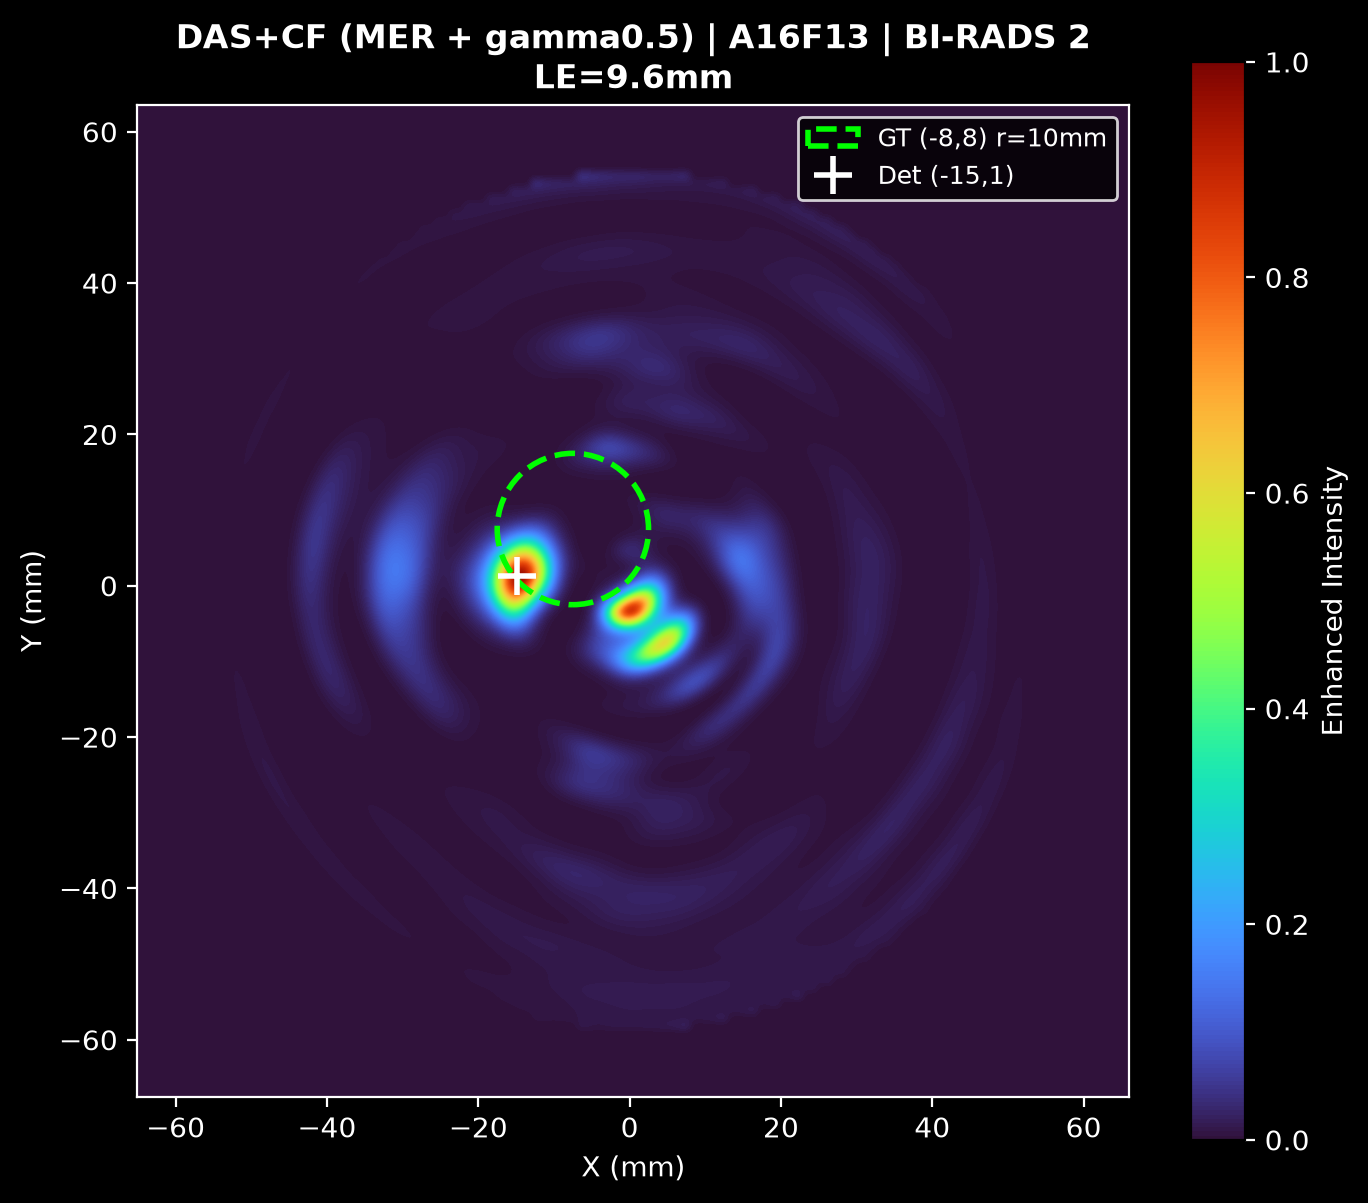 DAS+CF (MER + gamma0.5) | A16F13 | BI-RADS 2
LE=9.6mm
GT (-8,8) r=10mm
Det (-15,1)
60
40
20
0
−20
−40
−60
Y (mm)
−60
−40
−20
0
20
40
60
X (mm)
1.0
0.8
0.6
0.4
0.2
0.0
Enhanced Intensity